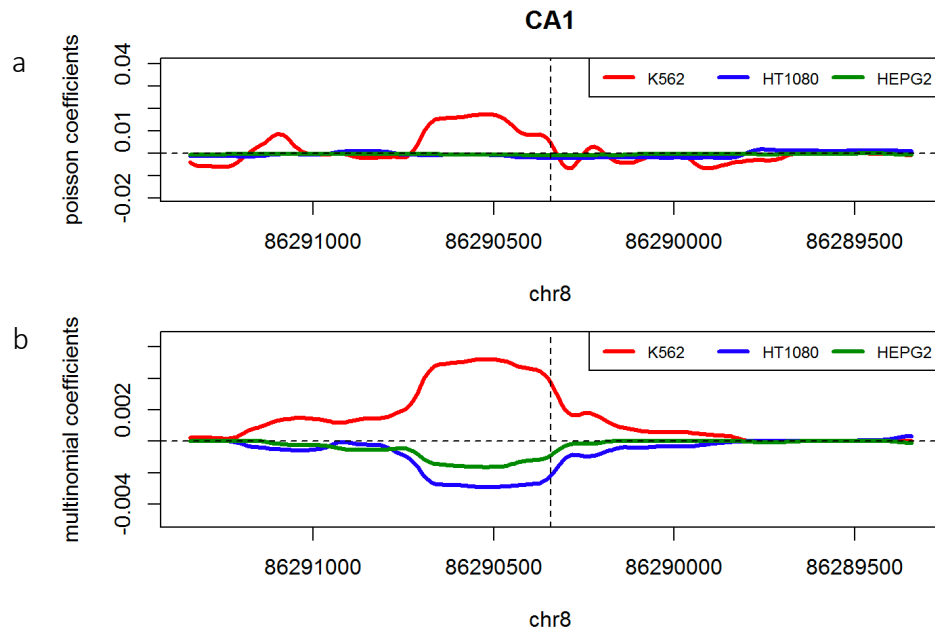 CA1
a
poisson coefficients
0.04
0.01
-0.02
K562 HT1080 HEPG2
86291000 86290500 86290000 86289500
chr8
b
multinomial coefficients
0.002
-0.004
K562 HT1080 HEPG2
86291000 86290500 86290000 86289500
chr8